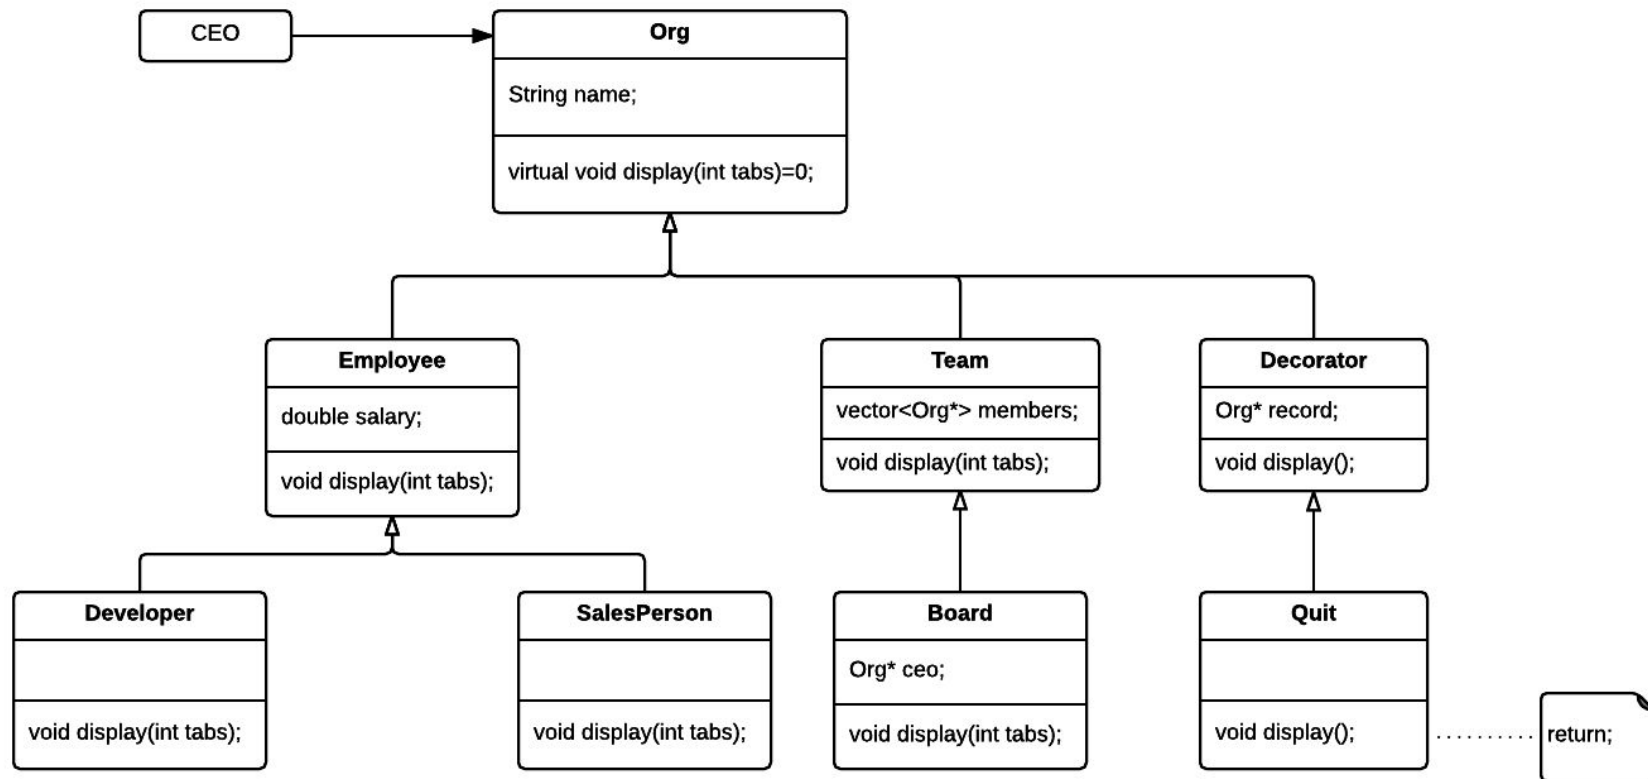 CEO
Org
String name;
virtual void display(int tabs)=0;
Employee
double salary;
void display(int tabs);
Team
vector<Org*> members;
void display(int tabs);
Decorator
Org* record;
void display();
Developer
void display(int tabs);
SalesPerson
void display(int tabs);
Board
Org* ceo;
void display(int tabs);
Quit
void display();
return;